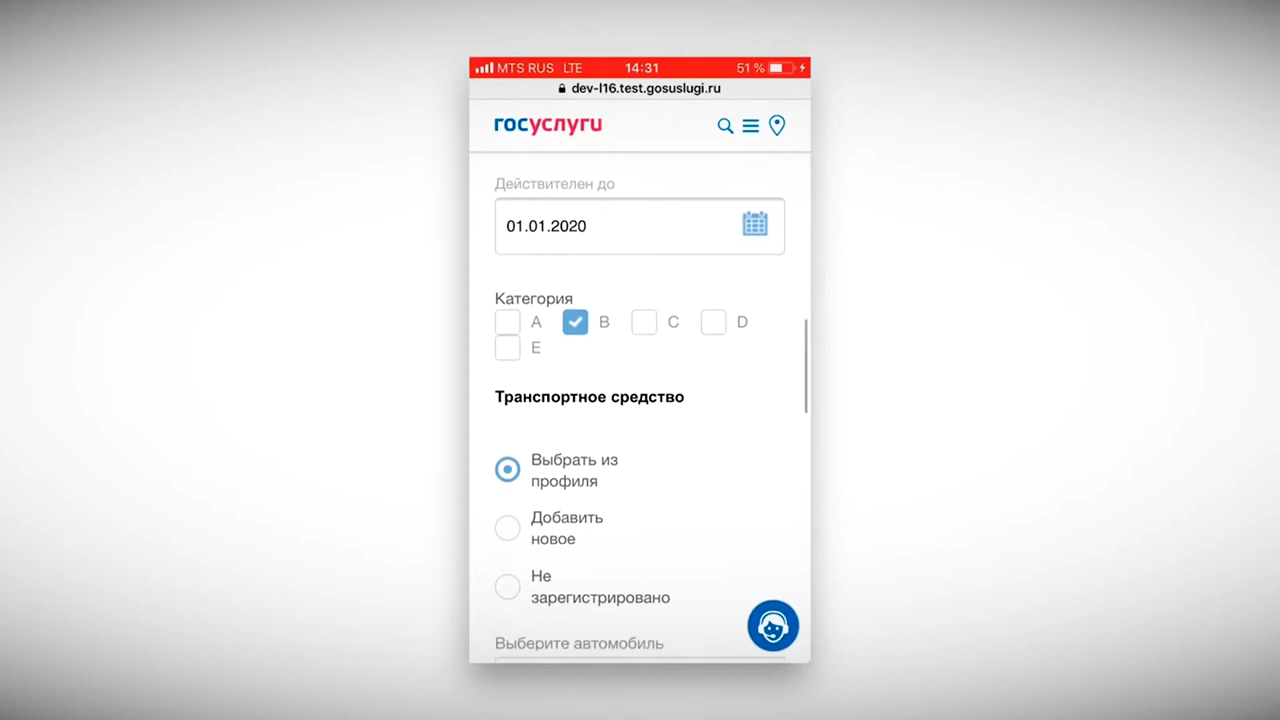 MTS RUS LTE 14:31 51 %
dev-l16.test.gosuslugi.ru
госуслуги
Действителен до
01.01.2020
Категория
A B C D
E
Транспортное средство
Выбрать из
профиля
Добавить
новое
Не
зарегистрировано
Выберите автомобиль